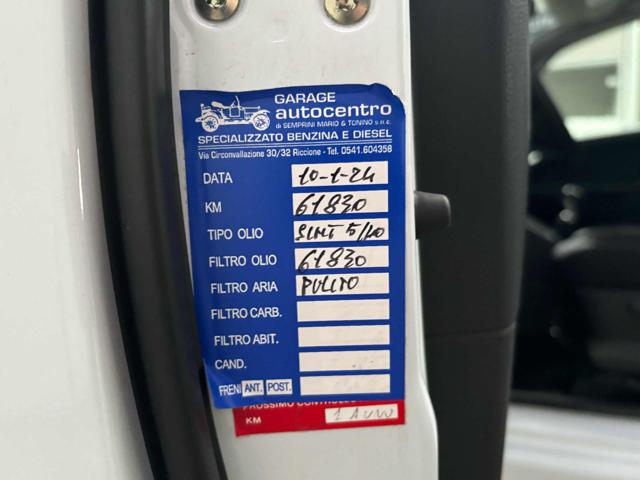 GARAGE
autocentro
di SEMPRINI MARIO & TONINO s.n.c.
SPECIALIZZATO BENZINA E DIESEL
Via Circonvallazione 30/32 Riccione - Tel. 0541.604358
DATA 10-1-24
KM 61830
TIPO OLIO SINT 5/40
FILTRO OLIO 61830
FILTRO ARIA PULITO
FILTRO CARB.
FILTRO ABIT.
CAND.
FRENI ANT. POST.
PROSSIMO CONTROLLO
KM 1 ANNO